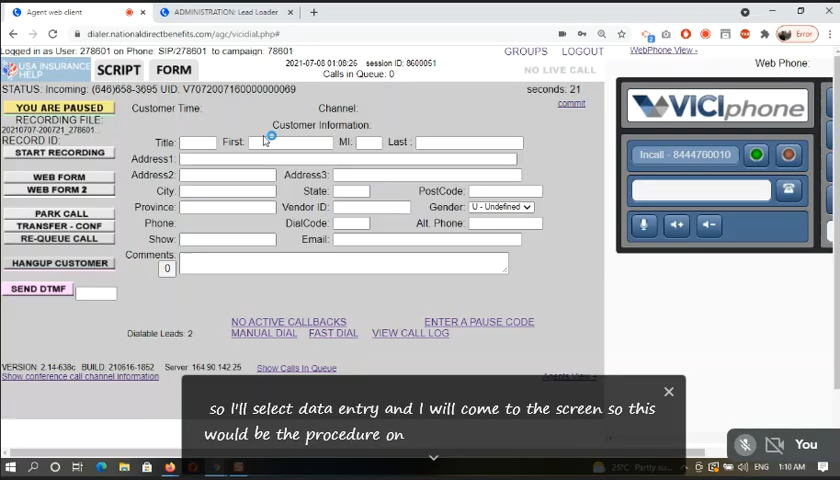 Agent web client
ADMINISTRATION: Lead Loader
dialer.nationaldirectbenefits.com/agc/vicidial.php#
Error
Logged in as User: 278601 on Phone: SIP/278601 to campaign: 78601
GROUPS LOGOUT
WebPhone View -
Web Phone:
USA INSURANCE HELP
SCRIPT FORM
2021-07-08 01:08:26 session ID: 8600051
Calls in Queue: 0
NO LIVE CALL
STATUS: Incoming: (646)658-3695 UID: V7072007160000000069
seconds: 21
YOU ARE PAUSED
Customer Time: Channel:
commit
RECORDING FILE:
20210707-200721_278601...
Customer Information:
RECORD ID:
Title: First: MI: Last :
START RECORDING
Address1:
WEB FORM
Address2: Address3:
WEB FORM 2
City: State: PostCode:
Province: Vendor ID: Gender: U - Undefined
PARK CALL
Phone: DialCode: Alt. Phone:
TRANSFER - CONF
RE-QUEUE CALL
Show: Email:
Comments:
0
HANGUP CUSTOMER
SEND DTMF
VICIphone
Incall - 8444760010
NO ACTIVE CALLBACKS ENTER A PAUSE CODE
Dialable Leads: 2
MANUAL DIAL FAST DIAL VIEW CALL LOG
VERSION: 2.14-638c BUILD: 210616-1852 Server: 164.90.142.25 Show Calls In Queue
Show conference call channel information
Agents View +
so I'll select data entry and I will come to the screen so this
would be the procedure on
You
25°C Partly su...
ENG 1:10 AM